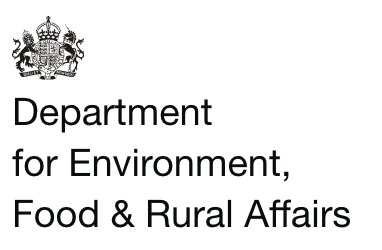 Department
for Environment,
Food & Rural Affairs